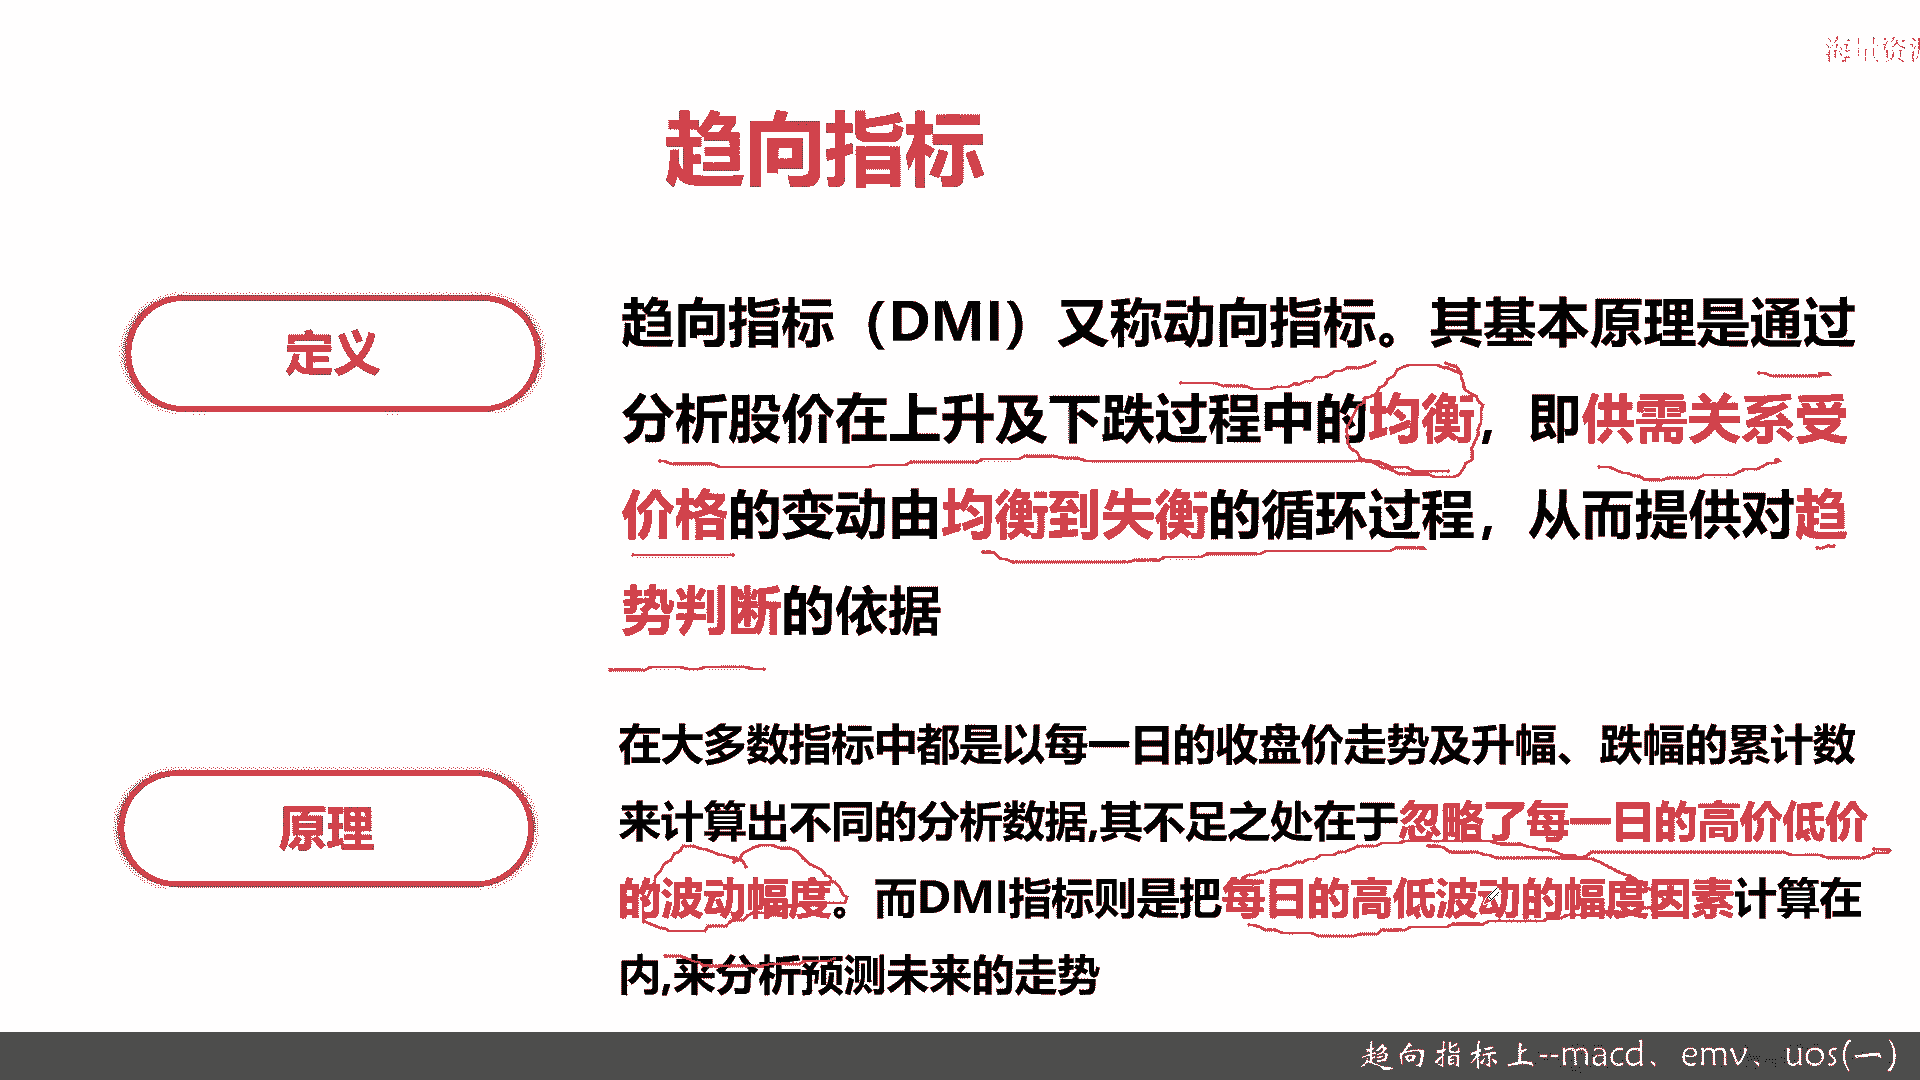 海量资源
趋向指标
定义
趋向指标（DMI）又称动向指标。其基本原理是通过
分析股价在上升及下跌过程中的均衡，即供需关系受
价格的变动由均衡到失衡的循环过程，从而提供对趋
势判断的依据
原理
在大多数指标中都是以每一日的收盘价走势及升幅、跌幅的累计数
来计算出不同的分析数据,其不足之处在于忽略了每一日的高价低价
的波动幅度。而DMI指标则是把每日的高低波动的幅度因素计算在
内,来分析预测未来的走势
趋向指标上--macd、emv、uos(一)